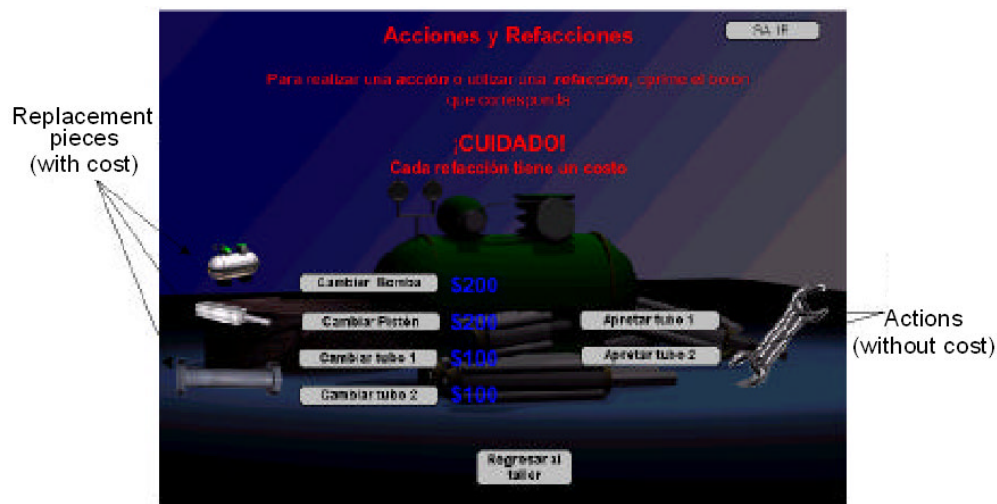 Acciones y Refacciones
SALIR
Para realizar una acción o utilizar una refacción, oprime el botón
que corresponda
¡CUIDADO!
Cada refacción tiene un costo
Replacement
pieces
(with cost)
Cambiar Bomba $200
Cambiar Pistón $200
Cambiar tubo 1 $100
Cambiar tubo 2 $100
Apretar tubo 1
Apretar tubo 2
Actions
(without cost)
Regresar al
taller